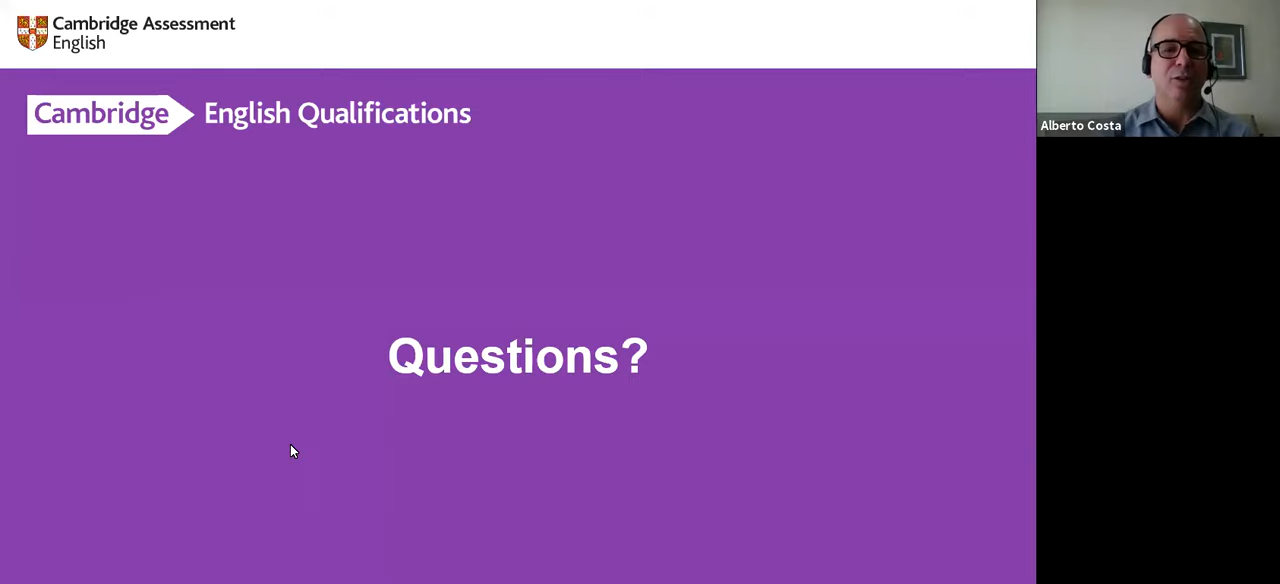 Cambridge Assessment
English
Cambridge English Qualifications
Alberto Costa
Questions?